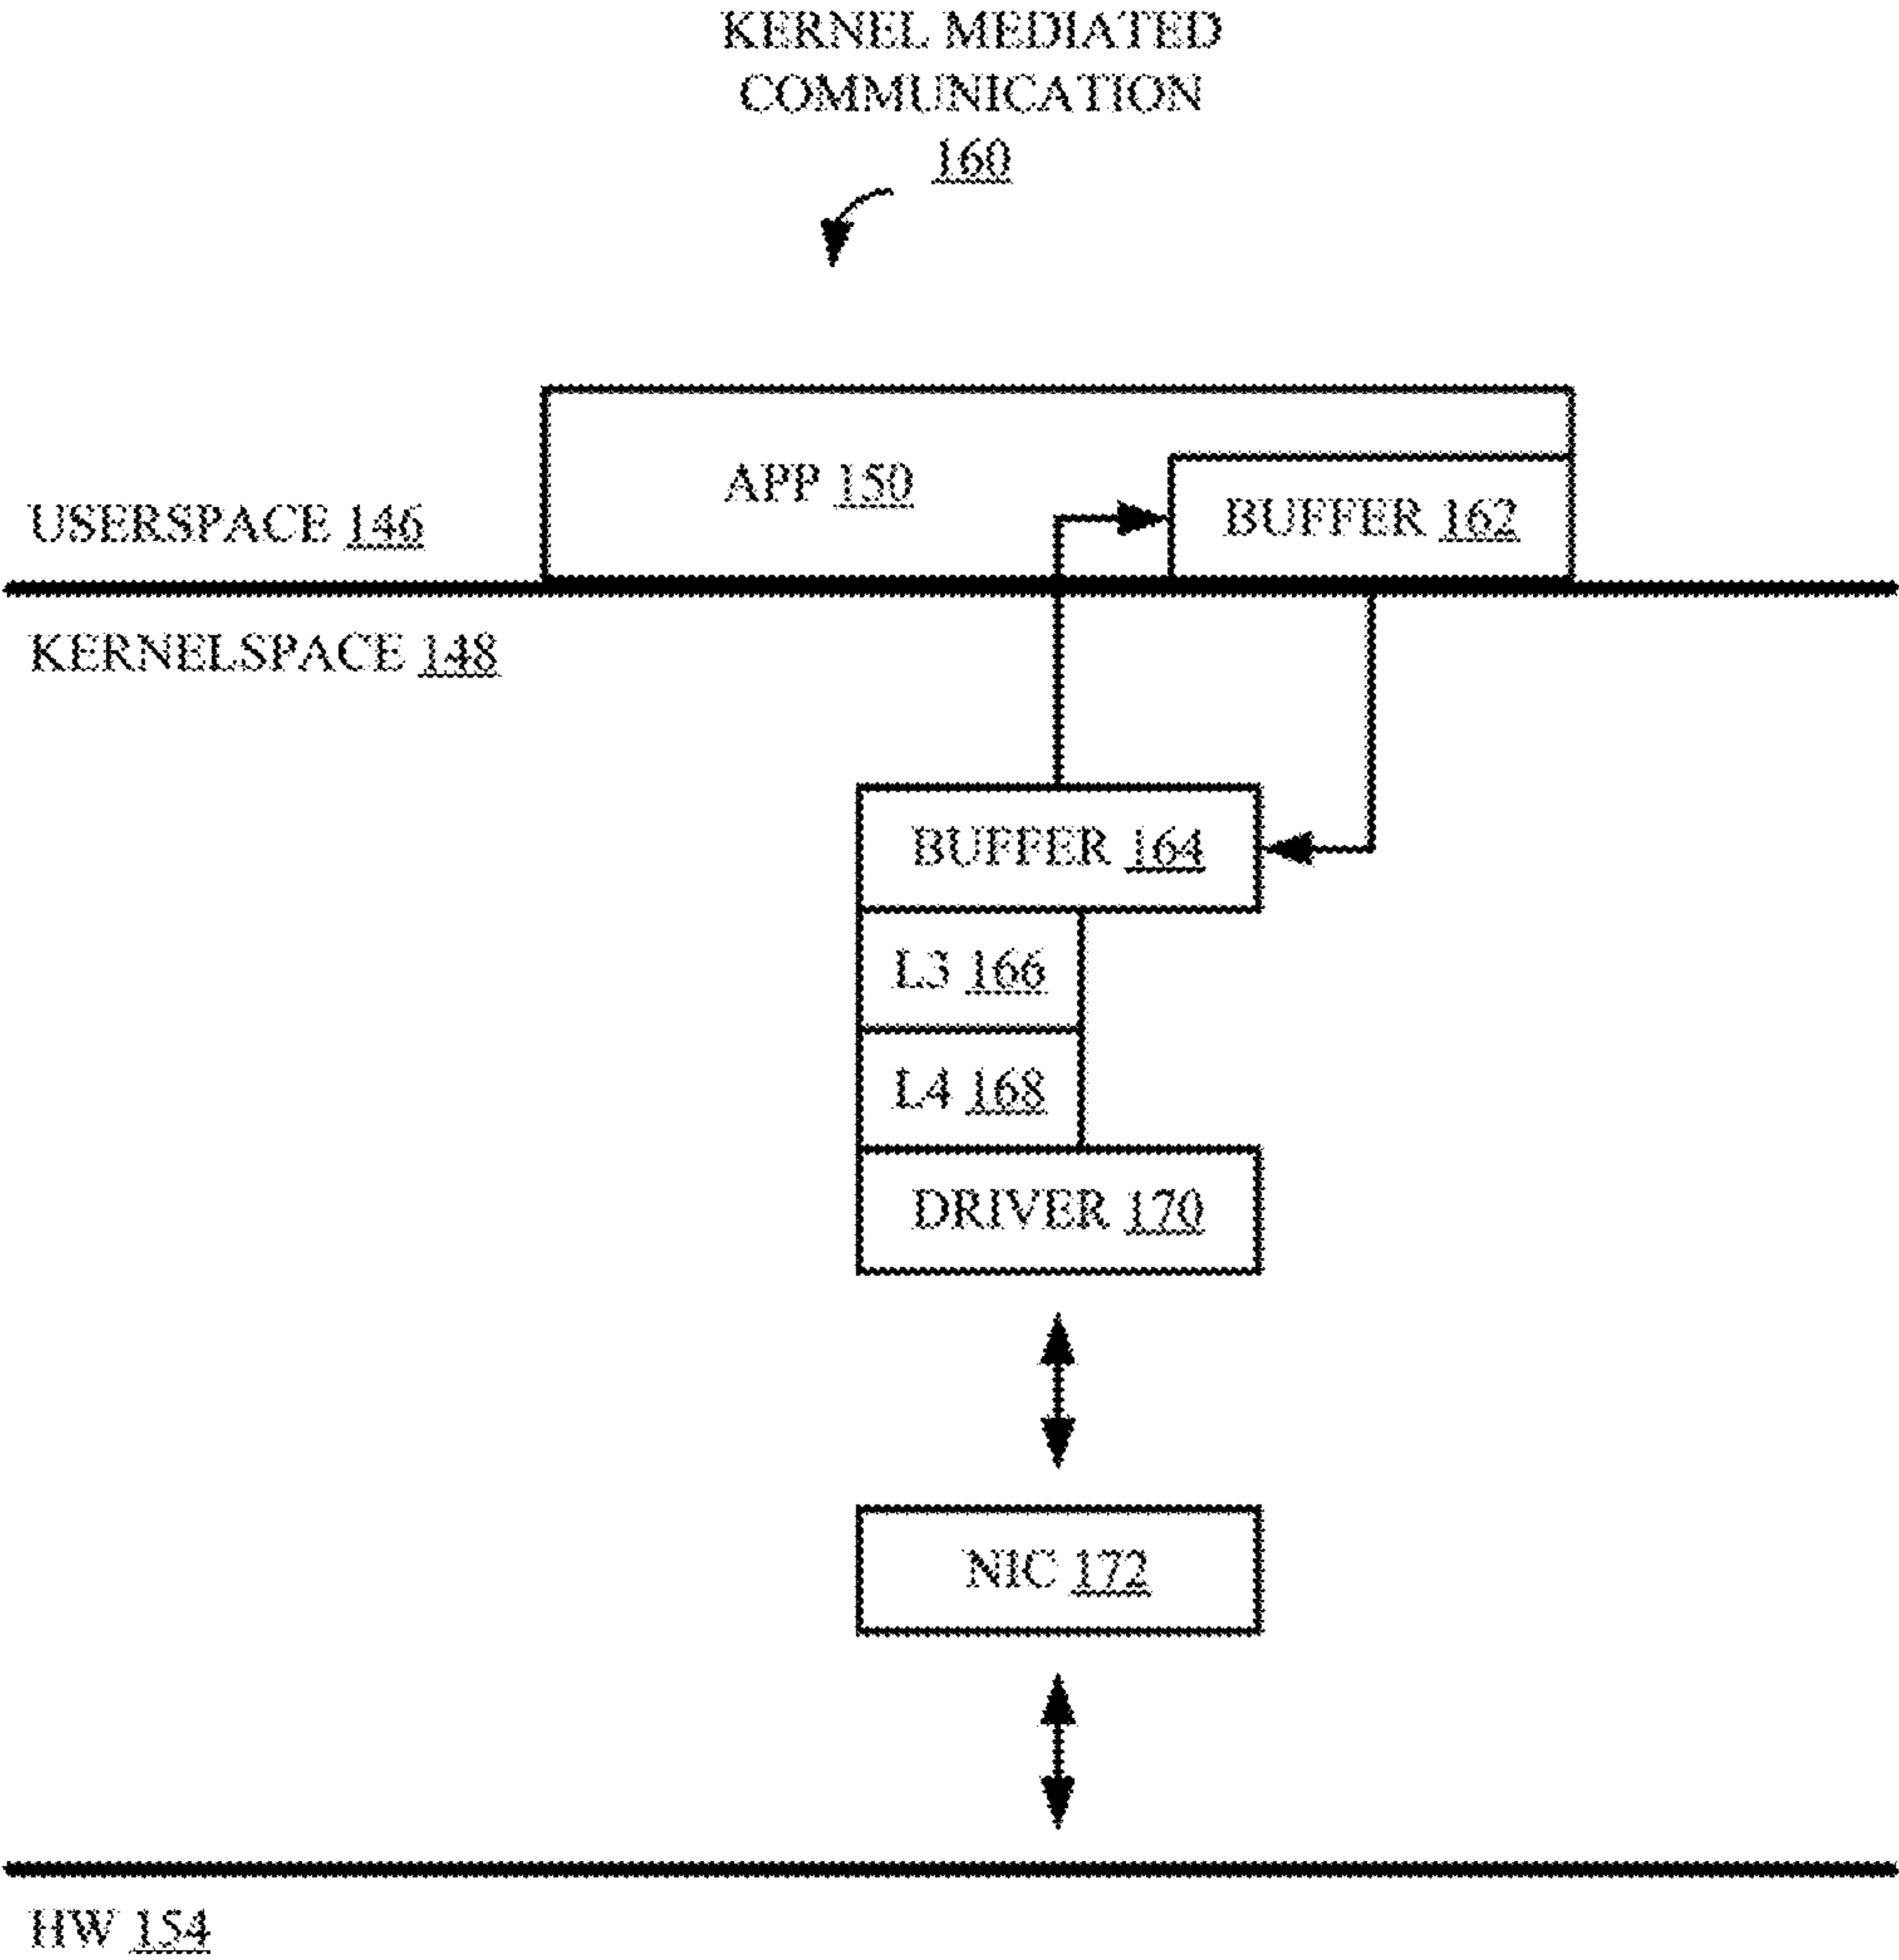 KERNEL MEDIATED
COMMUNICATION
160
APP 150
BUFFER 162
USERSPACE 146
KERNELSPACE 148
BUFFER 164
L3 166
L4 168
DRIVER 170
NIC 172
HW 154